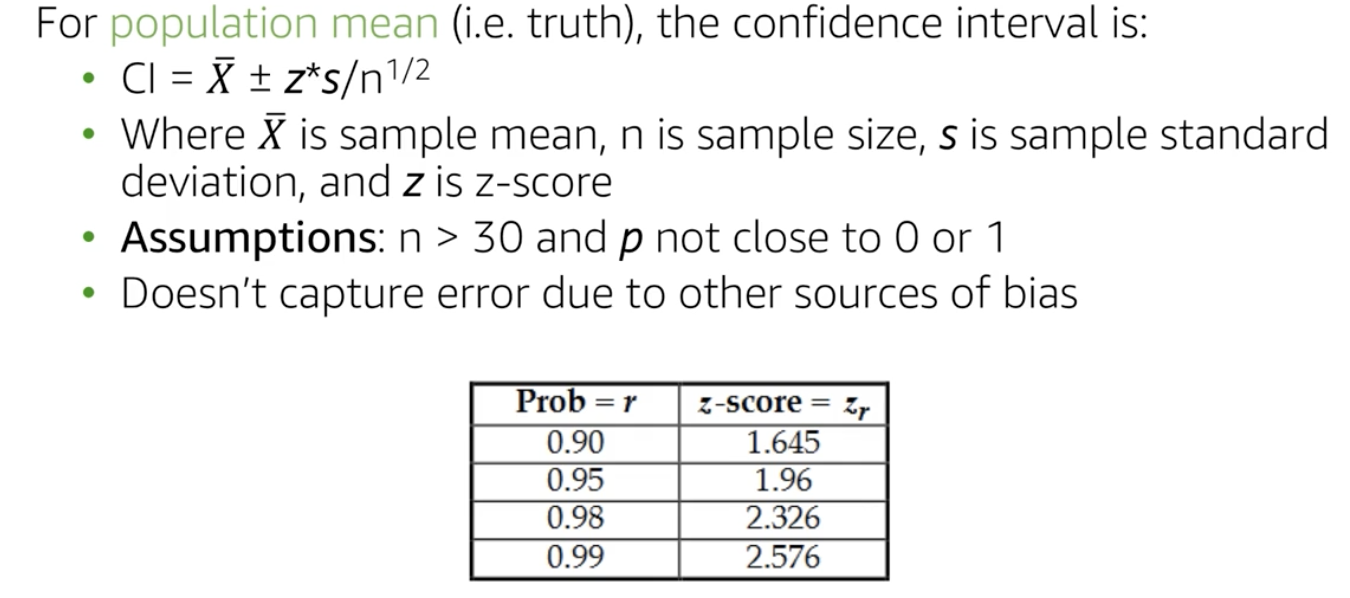 For population mean (i.e. truth), the confidence interval is:
• CI = X̄ ± z*s/n^1/2
• Where X̄ is sample mean, n is sample size, s is sample standard
deviation, and z is z-score
• Assumptions: n > 30 and p not close to 0 or 1
• Doesn't capture error due to other sources of bias
Prob = r z-score = z_r
0.90 1.645
0.95 1.96
0.98 2.326
0.99 2.576